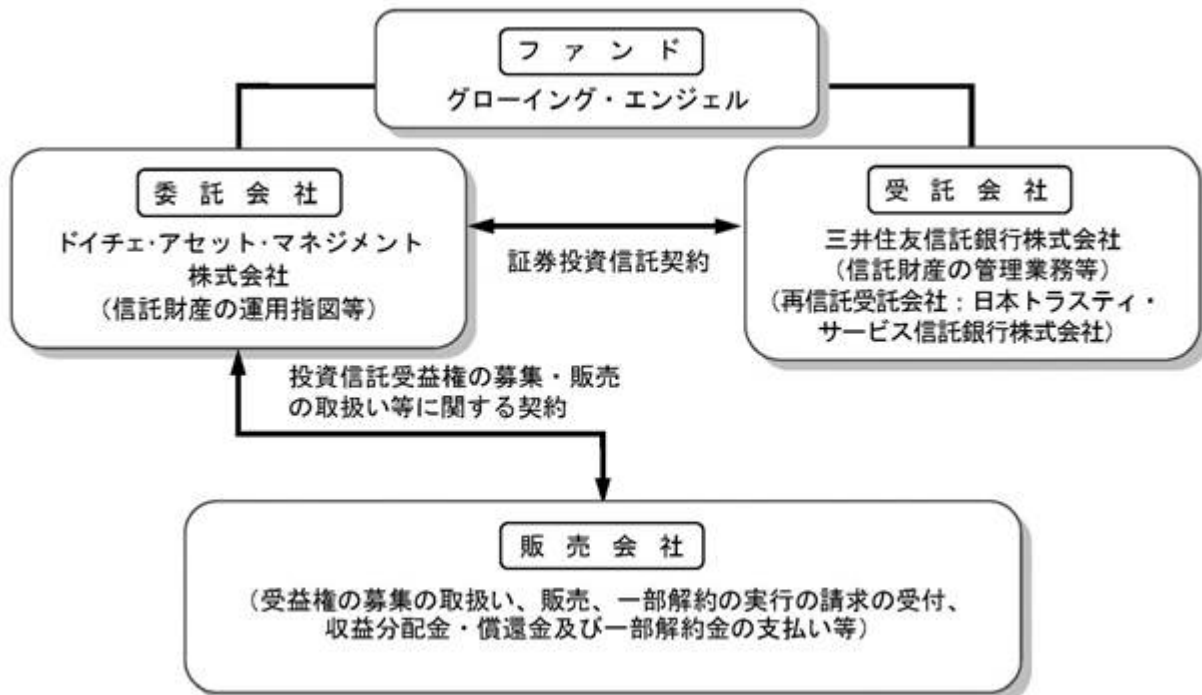 ファンド
グローイング・エンジェル
委託会社
ドイチェ・アセット・マネジメント
株式会社
(信託財産の運用指図等)
証券投資信託契約
受託会社
三井住友信託銀行株式会社
(信託財産の管理業務等)
(再信託受託会社:日本トラスティ・
サービス信託銀行株式会社)
投資信託受益権の募集・販売
の取扱い等に関する契約
販売会社
(受益権の募集の取扱い、販売、一部解約の実行の請求の受付、
収益分配金・償還金及び一部解約金の支払い等)